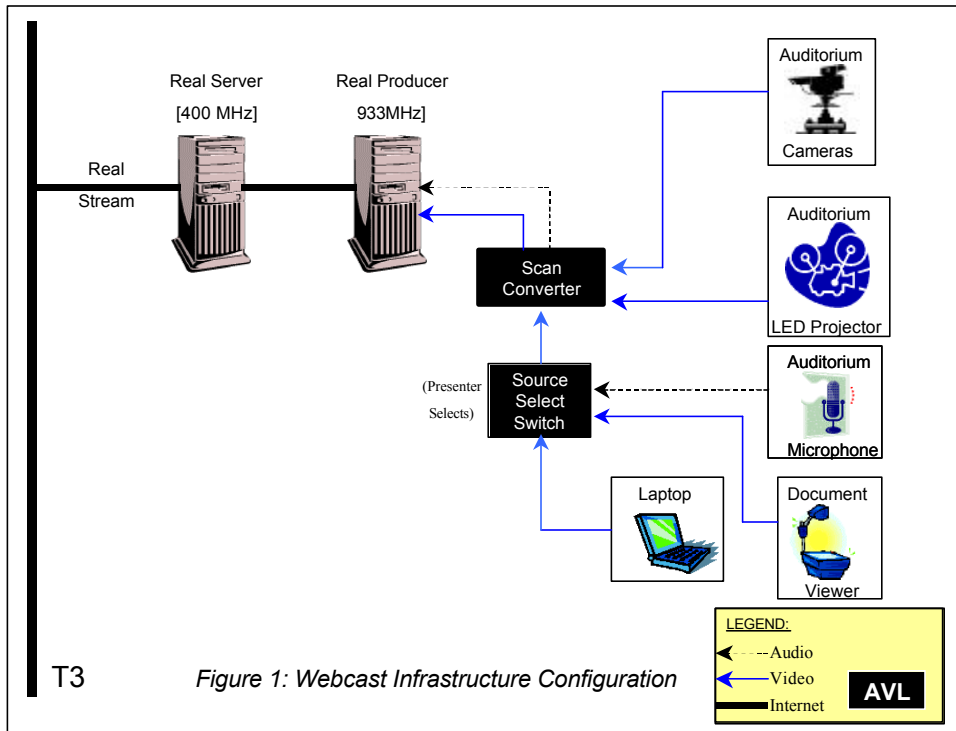 Real Server
[400 MHz]
Real Producer
933MHz]
Real
Stream
Auditorium
Cameras
Auditorium
LED Projector
Scan
Converter
Auditorium
Microphone
(Presenter
Selects)
Source
Select
Switch
Laptop
Document
Viewer
LEGEND:
Audio
Video
Internet
AVL
T3
Figure 1: Webcast Infrastructure Configuration